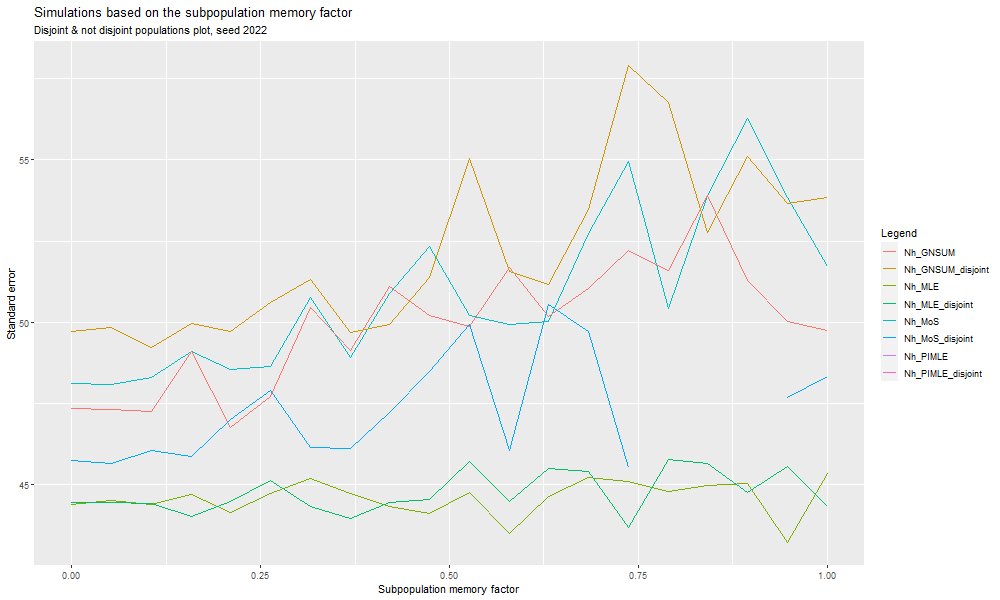 Simulations based on the subpopulation memory factor
Disjoint & not disjoint populations plot, seed 2022
Standard error
55
50
45
0.00
0.25
0.50
0.75
1.00
Subpopulation memory factor
Legend
Nh_GNSUM
Nh_GNSUM_disjoint
Nh_MLE
Nh_MLE_disjoint
Nh_MoS
Nh_MoS_disjoint
Nh_PIMLE
Nh_PIMLE_disjoint